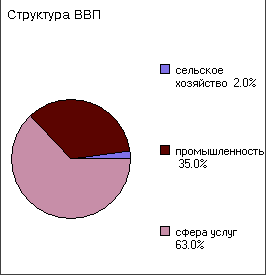 Структура ВВП
сельское
хозяйство 2.0%
промышленность
35.0%
сфера услуг
63.0%